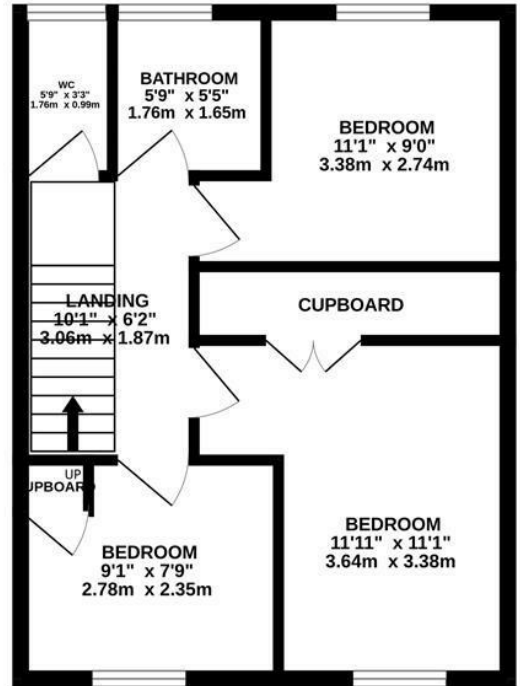 WC
5'9" x 3'3"
1.76m x 0.99m
BATHROOM
5'9" x 5'5"
1.76m x 1.65m
BEDROOM
11'1" x 9'0"
3.38m x 2.74m
LANDING
10'1" x 6'2"
3.06m x 1.87m
CUPBOARD
UP
UPBOAR
BEDROOM
9'1" x 7'9"
2.78m x 2.35m
BEDROOM
11'11" x 11'1"
3.64m x 3.38m